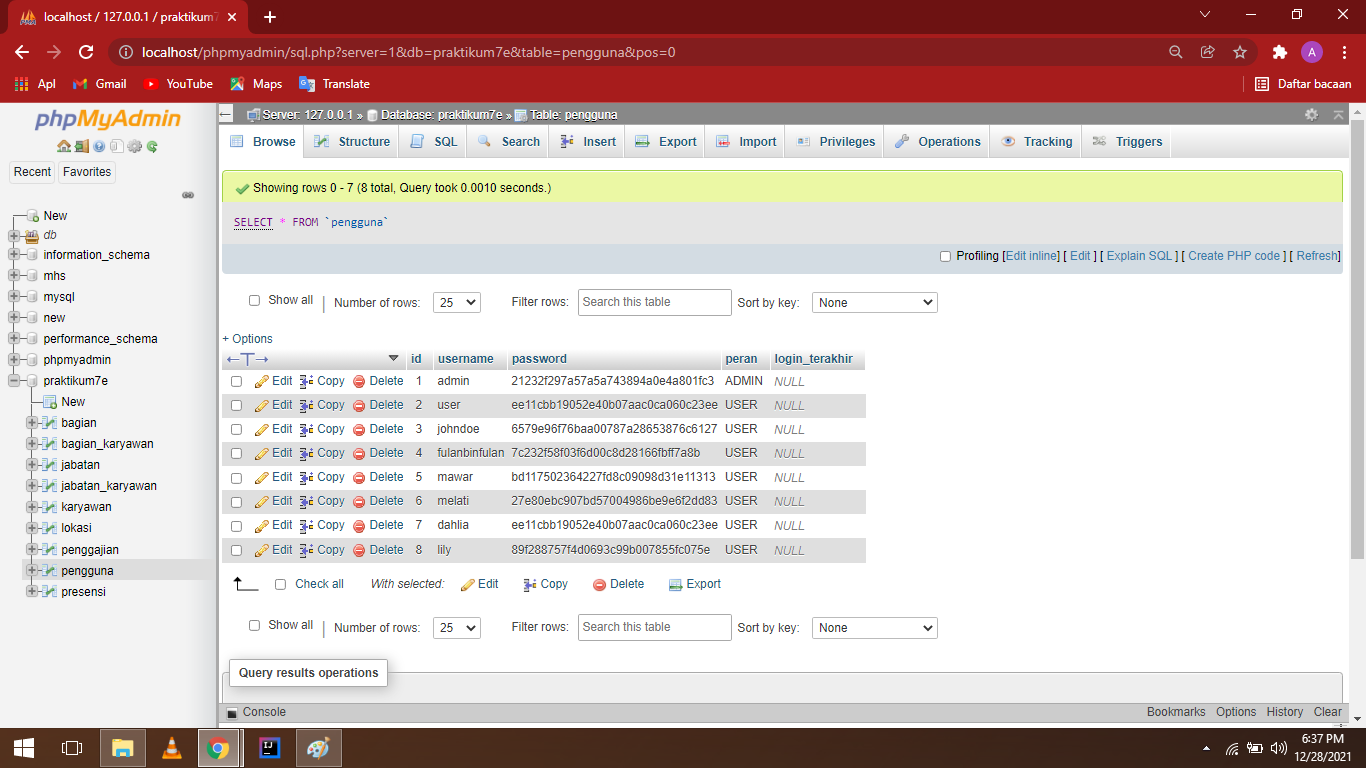 localhost / 127.0.0.1 / praktikum7
localhost/phpmyadmin/sql.php?server=1&db=praktikum7e&table=pengguna&pos=0
A
Apl Gmail YouTube Maps Translate Daftar bacaan
phpMyAdmin
Recent Favorites
New
db
information_schema
mhs
mysql
new
performance_schema
phpmyadmin
praktikum7e
New
bagian
bagian_karyawan
jabatan
jabatan_karyawan
karyawan
lokasi
penggajian
pengguna
presensi
Server: 127.0.0.1 » Database: praktikum7e » Table: pengguna
Browse Structure SQL Search Insert Export Import Privileges Operations Tracking Triggers
Showing rows 0 - 7 (8 total, Query took 0.0010 seconds.)
SELECT * FROM `pengguna`
Profiling [Edit inline] [ Edit ] [ Explain SQL ] [ Create PHP code ] [ Refresh]
Show all | Number of rows: 25 Filter rows: Search this table Sort by key: None
+ Options
←T→ id username password peran login_terakhir
Edit Copy Delete 1 admin 21232f297a57a5a743894a0e4a801fc3 ADMIN NULL
Edit Copy Delete 2 user ee11cbb19052e40b07aac0ca060c23ee USER NULL
Edit Copy Delete 3 johndoe 6579e96f76baa00787a28653876c6127 USER NULL
Edit Copy Delete 4 fulanbinfulan 7c232f58f03f6d00c8d28166fbff7a8b USER NULL
Edit Copy Delete 5 mawar bd117502364227fd8c09098d31e11313 USER NULL
Edit Copy Delete 6 melati 27e80ebc907bd57004986be9e6f2dd83 USER NULL
Edit Copy Delete 7 dahlia ee11cbb19052e40b07aac0ca060c23ee USER NULL
Edit Copy Delete 8 lily 89f288757f4d0693c99b007855fc075e USER NULL
Check all With selected: Edit Copy Delete Export
Show all | Number of rows: 25 Filter rows: Search this table Sort by key: None
Query results operations
Console Bookmarks Options History Clear
6:37 PM
12/28/2021